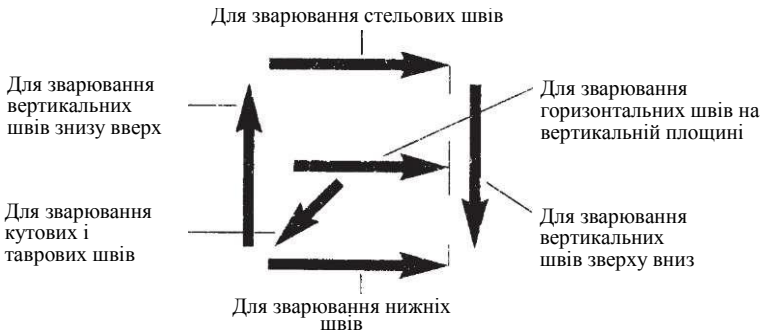 Для зварювання стельових швів
Для зварювання
вертикальних
швів знизу вверх
Для зварювання
горизонтальних швів на
вертикальній площині
Для зварювання
кутових і
таврових швів
Для зварювання
вертикальних
швів зверху вниз
Для зварювання нижніх
швів